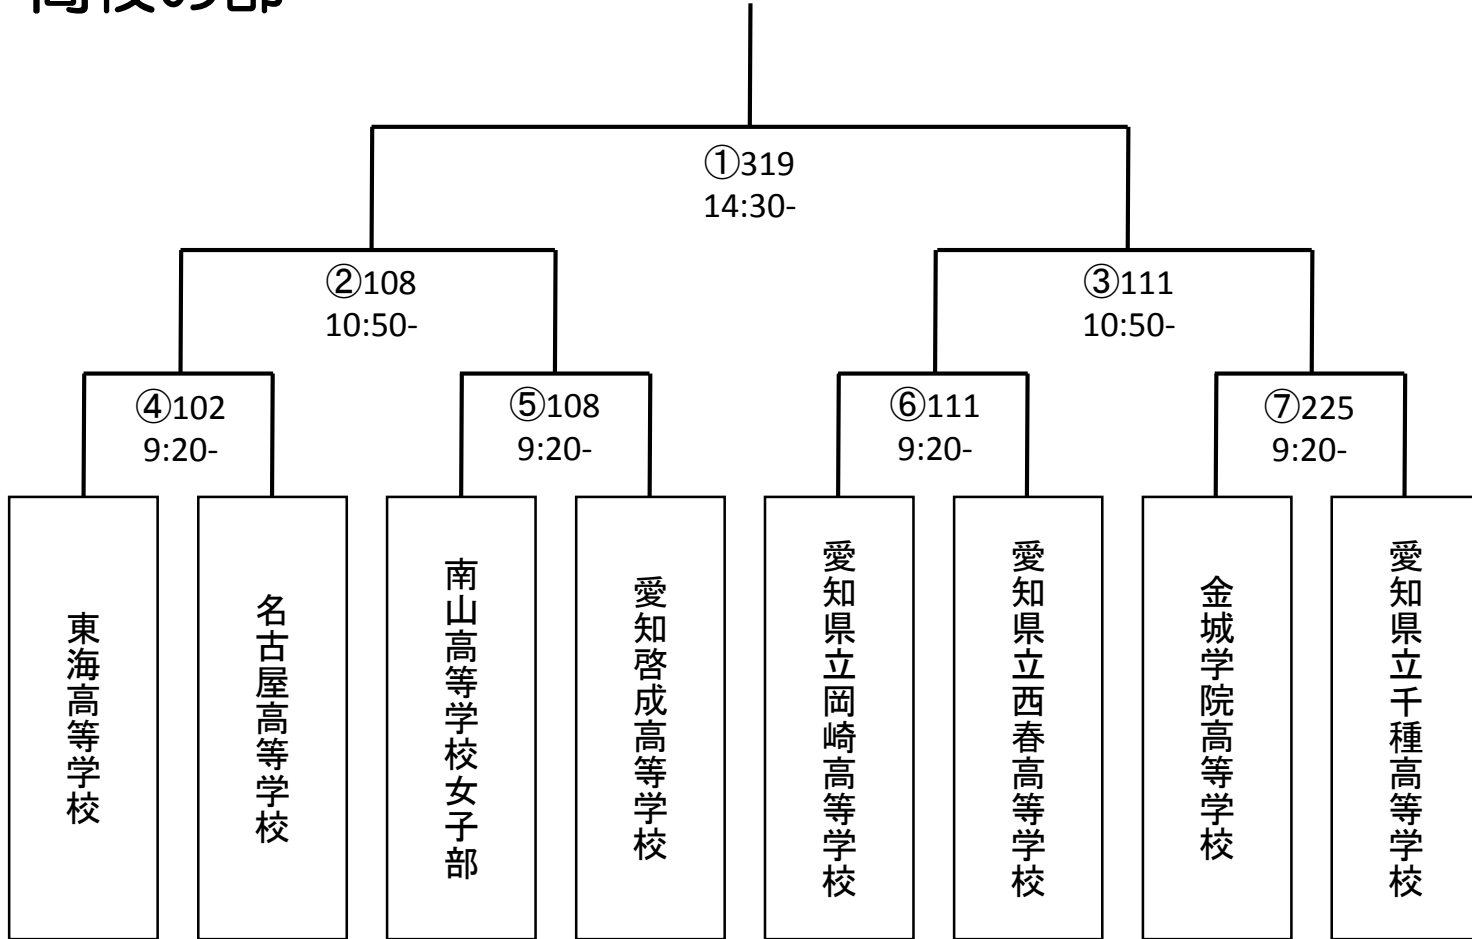 高校の部
①319
14:30-
②108
10:50-
③111
10:50-
④102
9:20-
⑤108
9:20-
⑥111
9:20-
⑦225
9:20-
東海高等学校
名古屋高等学校
南山高等学校女子部
愛知啓成高等学校
愛知県立岡崎高等学校
愛知県立西春高等学校
金城学院高等学校
愛知県立千種高等学校